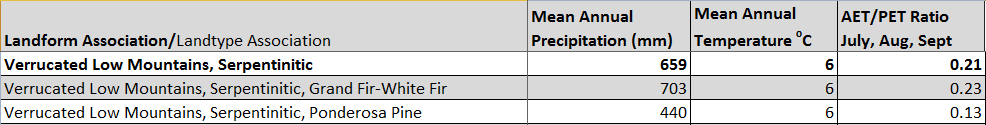 Landform Association/Landtype Association Mean Annual Precipitation (mm) Mean Annual Temperature °C AET/PET Ratio July, Aug, Sept
Verrucated Low Mountains, Serpentinitic 659 6 0.21
Verrucated Low Mountains, Serpentinitic, Grand Fir-White Fir 703 6 0.23
Verrucated Low Mountains, Serpentinitic, Ponderosa Pine 440 6 0.13